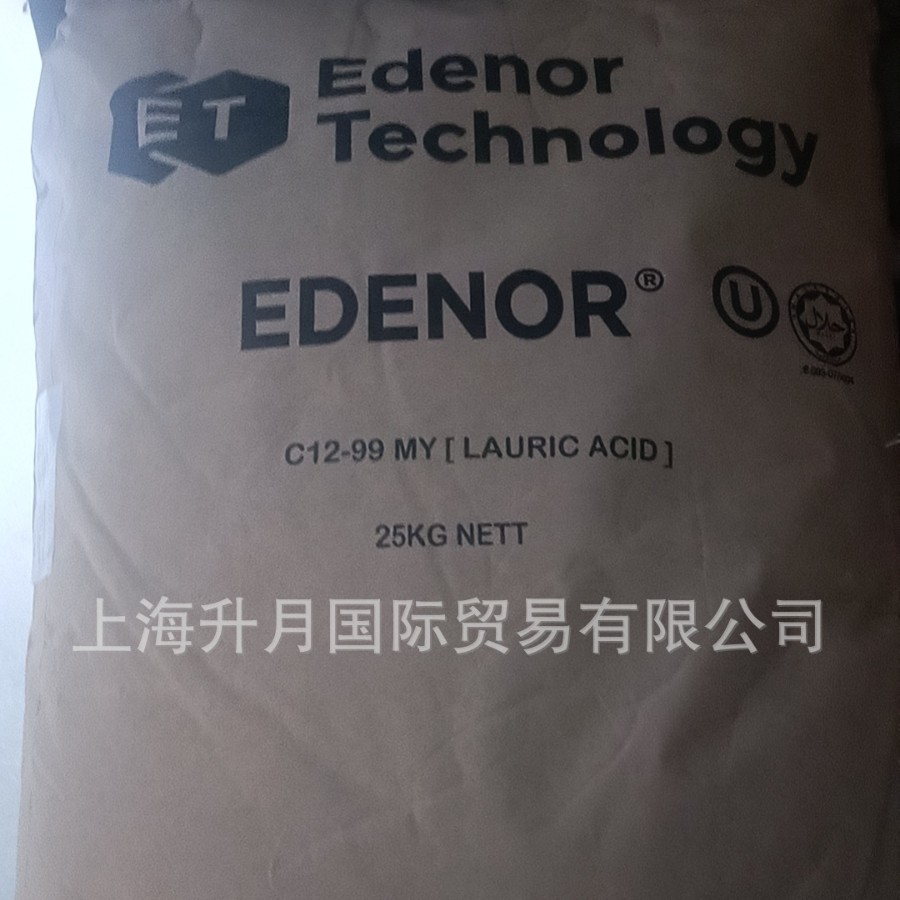 ET
Edenor
Technology
EDENOR®
U
حلال
C12-99 MY [ LAURIC ACID ]
25KG NETT
上海升月国际贸易有限公司